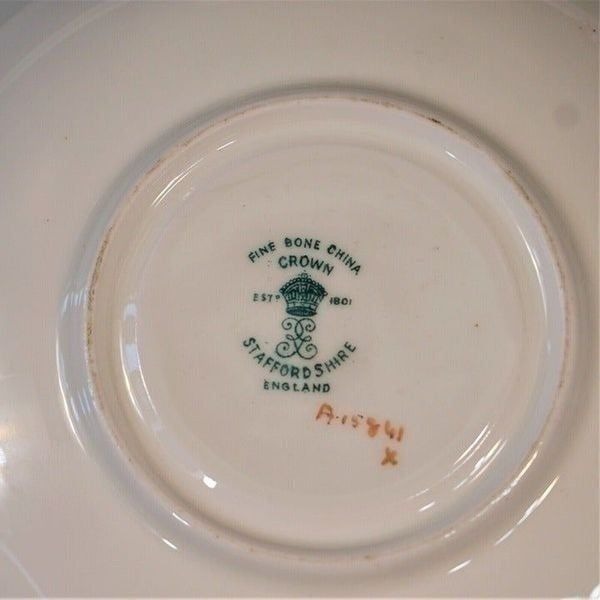 FINE BONE CHINA
CROWN
ESTD 1801
STAFFORDSHIRE
ENGLAND
A.15841
X